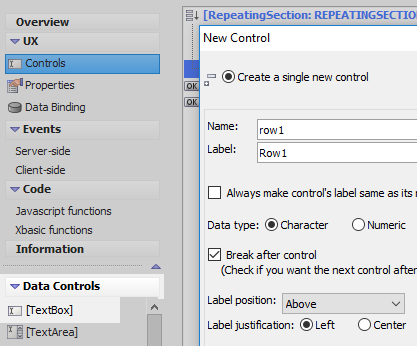 Overview
UX
Controls
Properties
Data Binding
Events
Server-side
Client-side
Code
Javascript functions
Xbasic functions
Information
Data Controls
[TextBox]
[TextArea]
[RepeatingSection: REPEATINGSECTION
OK
OK
New Control
Create a single new control
Name: row1
Label: Row1
Always make control's label same as its
Data type: Character Numeric
Break after control
(Check if you want the next control after
Label position: Above
Label justification: Left Center